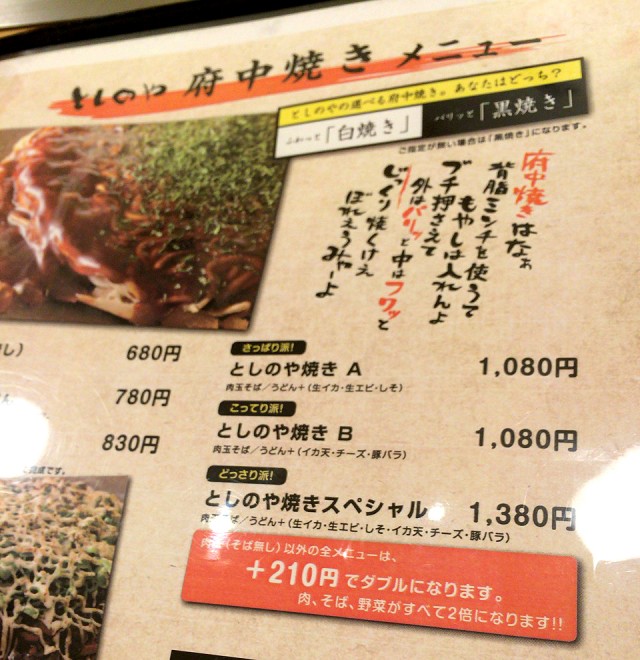 としのや 府中焼き メニュー
としのやの選べる府中焼き。あなたはどっち?
ふわっと「白焼き」
パリッと「黒焼き」
ご指定が無い場合は「黒焼き」になります。
府中焼きはなぁ
背脂ミンチを使うて
もやしは入れんよ
ブチ押さえて
外はパリッと中はフワッと
じっくり焼くけえ
ぼれえうみゃーよ
680円
780円
830円
さっぱり派!
としのや焼き A 1,080円
肉玉そば/うどん+(生イカ・生エビ・しそ)
こってり派!
としのや焼き B 1,080円
肉玉そば/うどん+(イカ天・チーズ・豚バラ)
どっさり派!
としのや焼きスペシャル 1,380円
肉玉そば/うどん+(生イカ・生エビ・しそ・イカ天・チーズ・豚バラ)
(そば無し)以外の全メニューは、
+210円でダブルになります。
肉、そば、野菜がすべて2倍になります!!